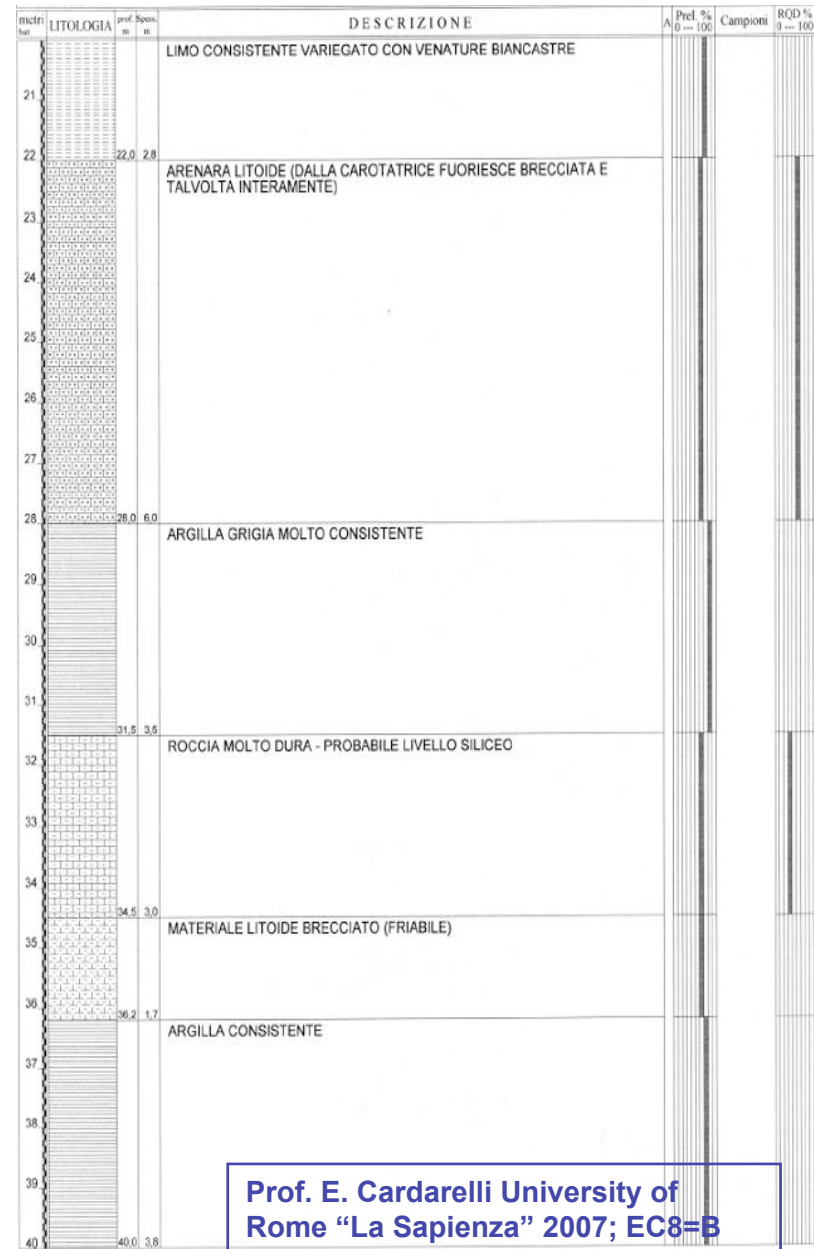 metri LITOLOGIA prof. Spess. DESCRIZIONE A Prel. % Campioni RQD %
batt. m m 0 --- 100 0 --- 100
LIMO CONSISTENTE VARIEGATO CON VENATURE BIANCASTRE
21
22 22,0 2,8
ARENARA LITOIDE (DALLA CAROTATRICE FUORIESCE BRECCIATA E
TALVOLTA INTERAMENTE)
23
24
25
26
27
28 28,0 6,0
ARGILLA GRIGIA MOLTO CONSISTENTE
29
30
31
31,5 3,5
ROCCIA MOLTO DURA - PROBABILE LIVELLO SILICEO
32
33
34
34,5 3,0
MATERIALE LITOIDE BRECCIATO (FRIABILE)
35
36
36,2 1,7
ARGILLA CONSISTENTE
37
38
39
Prof. E. Cardarelli University of
Rome “La Sapienza” 2007; EC8=B
40 40,0 3,8